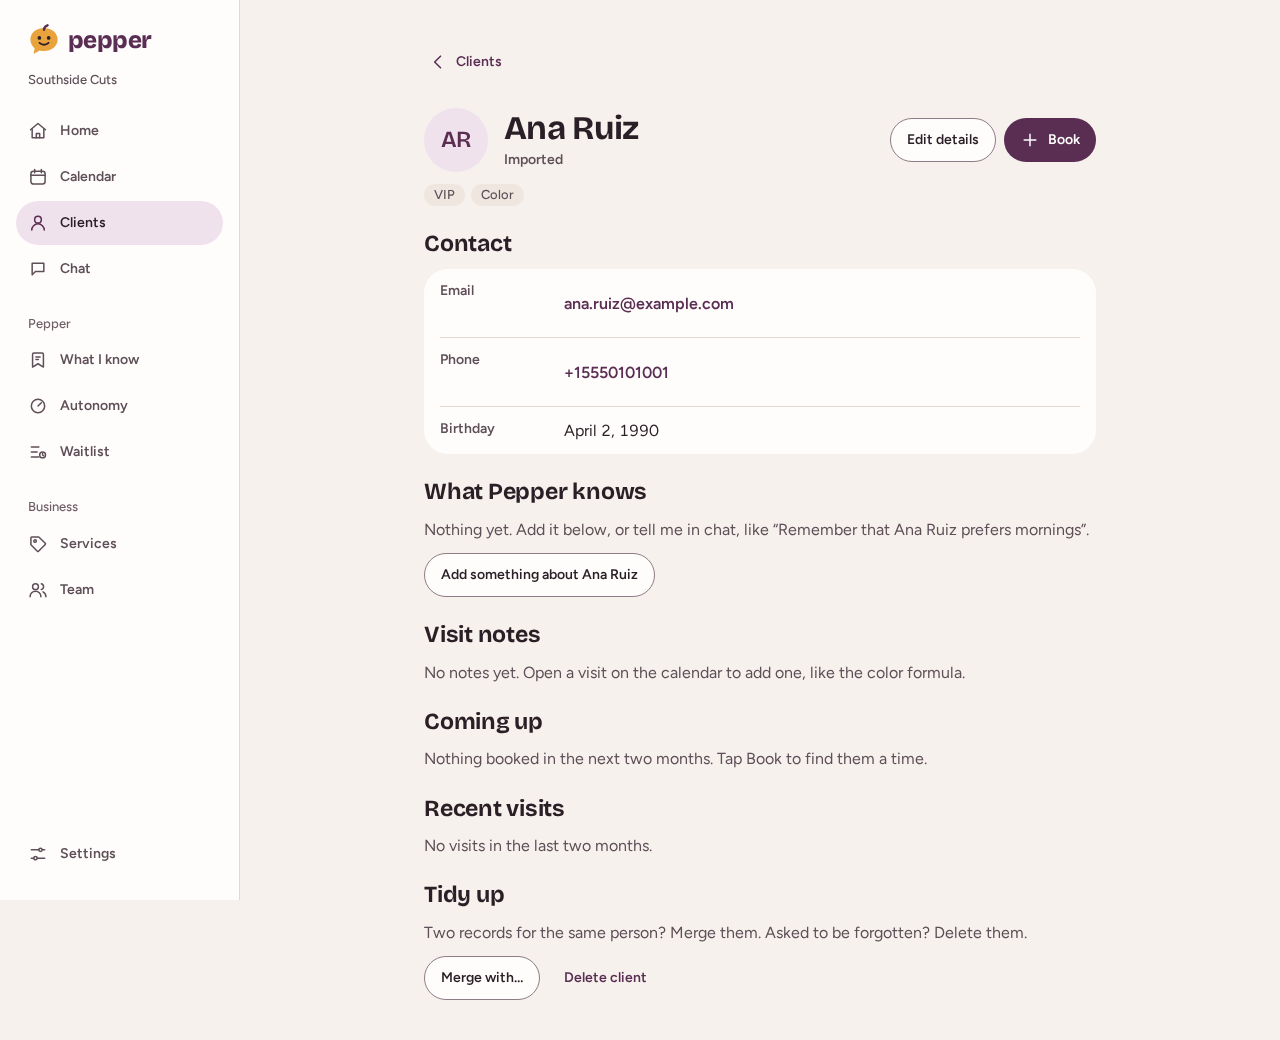 pepper
Southside Cuts
Home
Calendar
Clients
Chat
Pepper
What I know
Autonomy
Waitlist
Business
Services
Team
Settings
Clients
AR
Ana Ruiz
Imported
Edit details
Book
VIP
Color
Contact
Email
ana.ruiz@example.com
Phone
+15550101001
Birthday
April 2, 1990
What Pepper knows
Nothing yet. Add it below, or tell me in chat, like “Remember that Ana Ruiz prefers mornings”.
Add something about Ana Ruiz
Visit notes
No notes yet. Open a visit on the calendar to add one, like the color formula.
Coming up
Nothing booked in the next two months. Tap Book to find them a time.
Recent visits
No visits in the last two months.
Tidy up
Two records for the same person? Merge them. Asked to be forgotten? Delete them.
Merge with…
Delete client